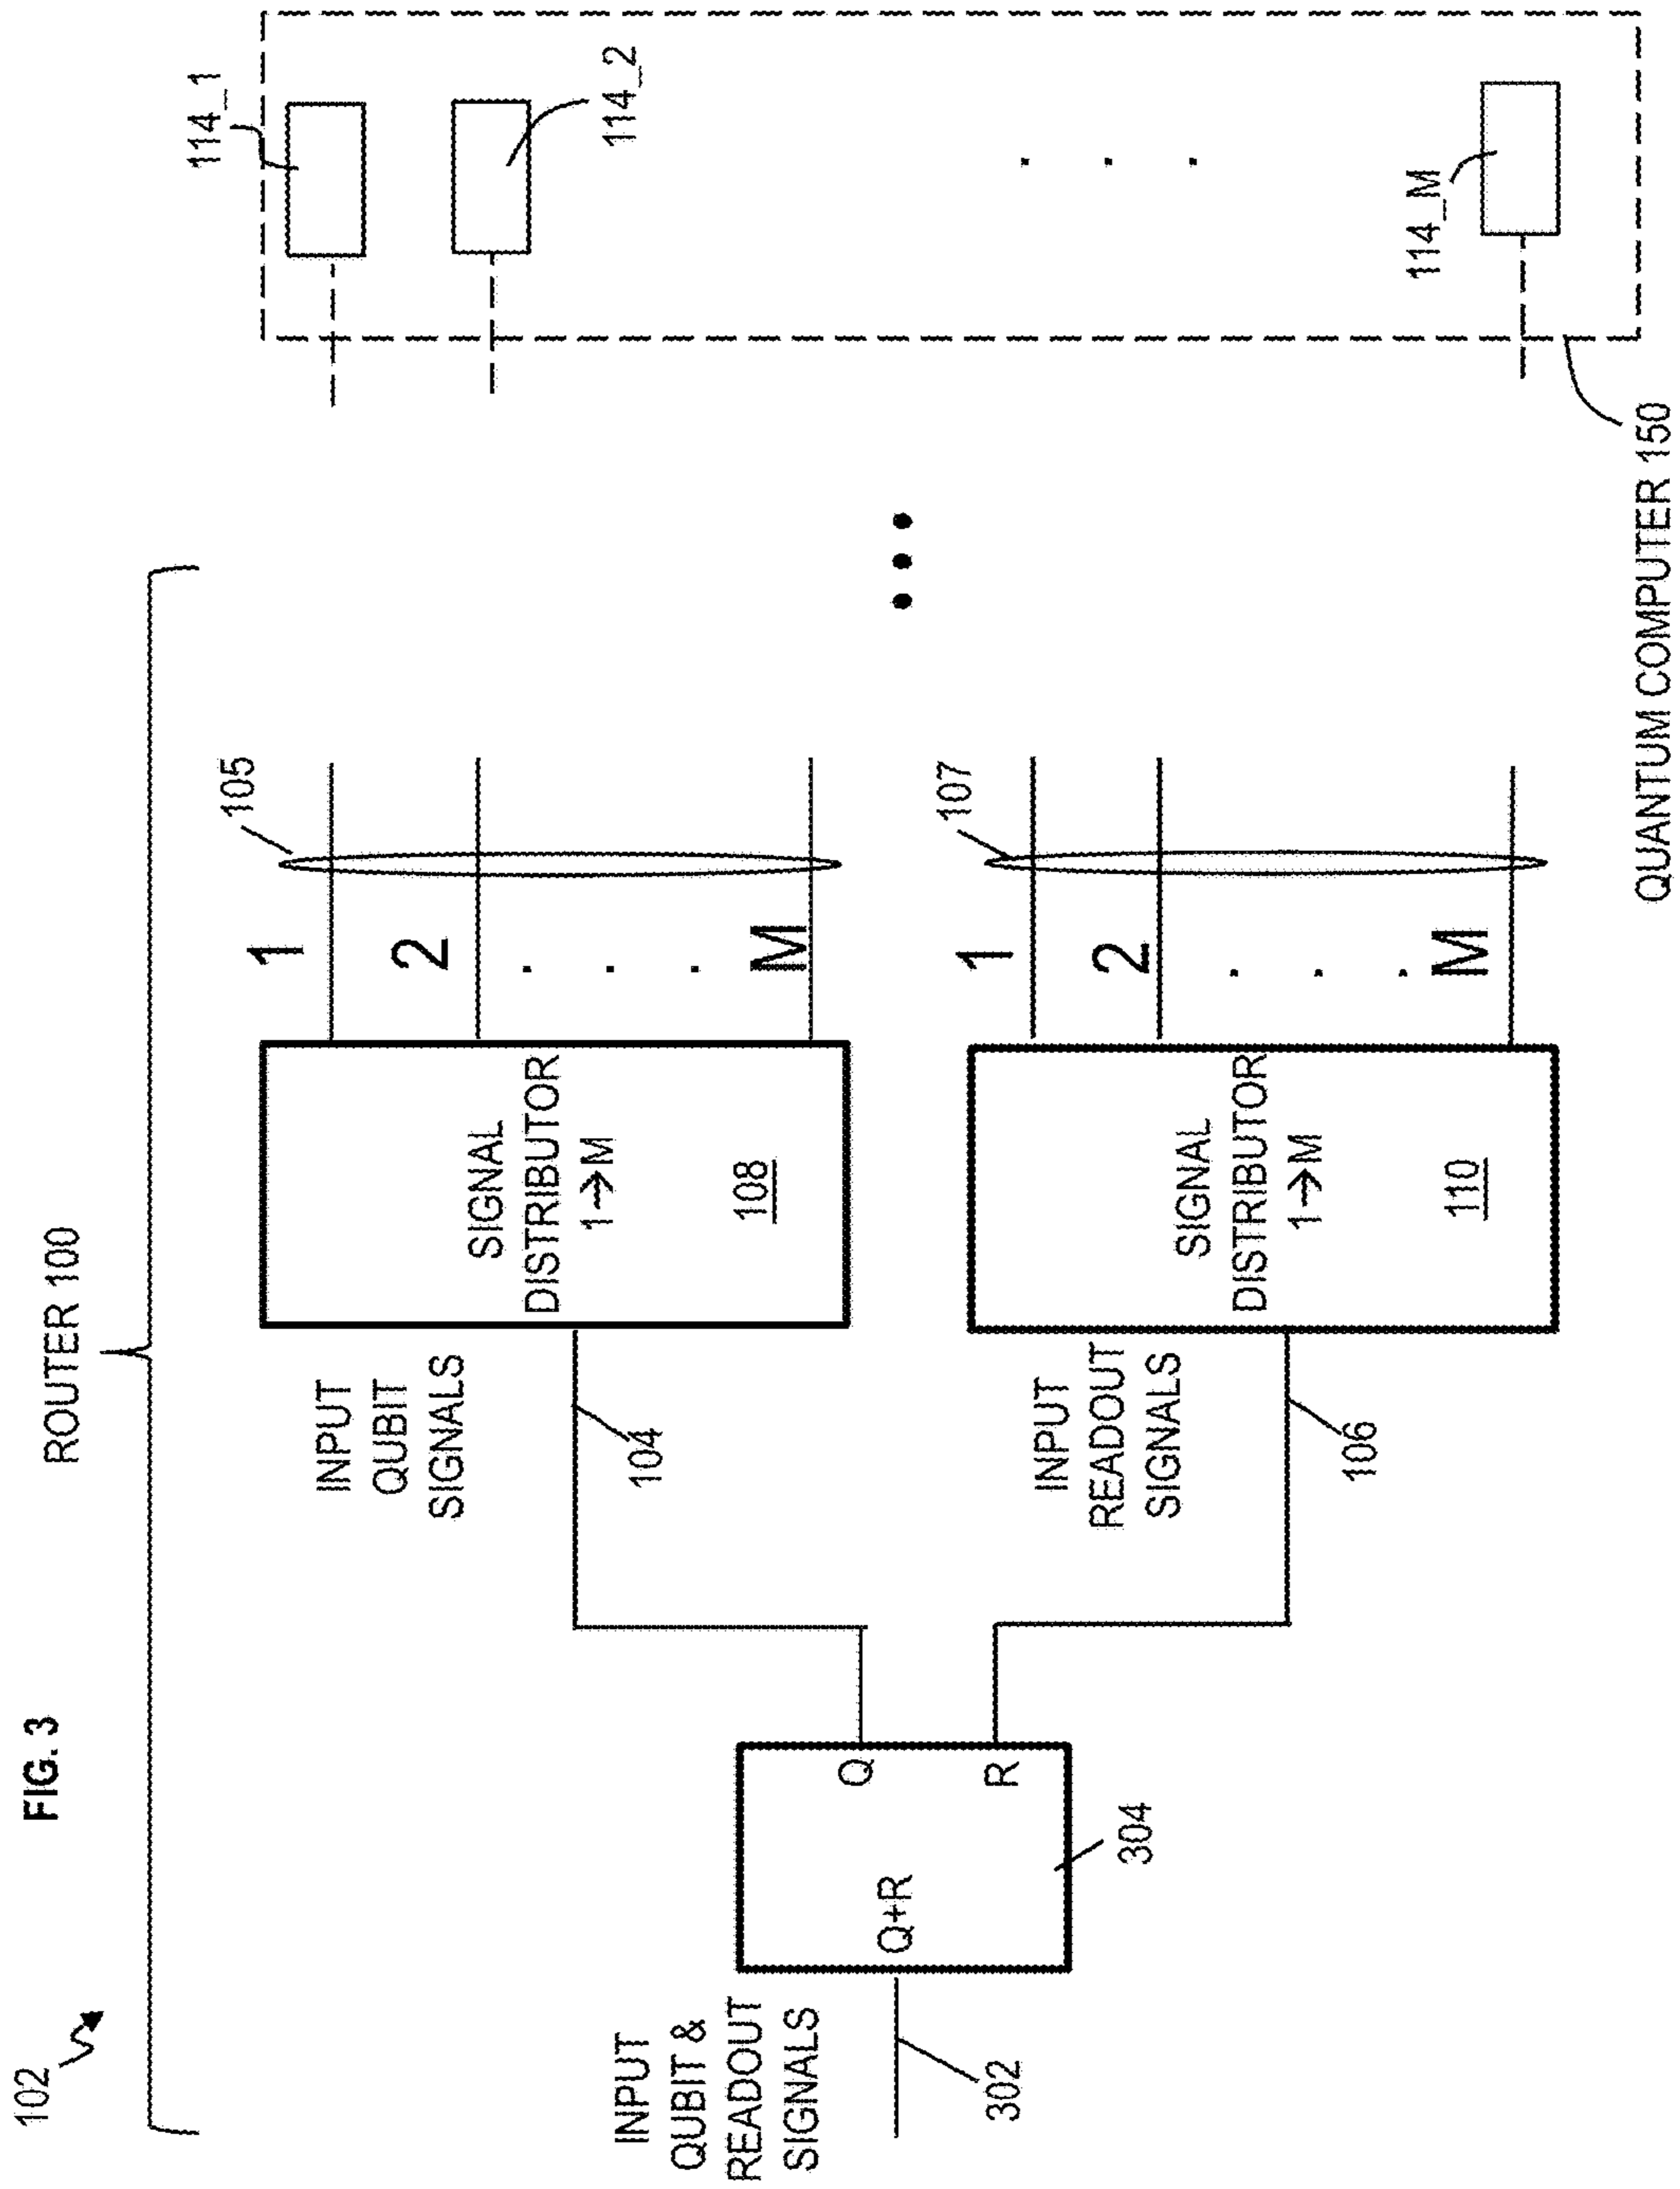 FIG. 3
102
ROUTER 100
INPUT
QUBIT &
READOUT
SIGNALS
302
Q+R
Q
R
304
INPUT
QUBIT
SIGNALS
104
INPUT
READOUT
SIGNALS
106
SIGNAL
DISTRIBUTOR
1→M
108
SIGNAL
DISTRIBUTOR
1→M
110
1
2
. . .
M
105
1
2
. . .
M
107
114_1
114_2
. . .
114_M
QUANTUM COMPUTER 150